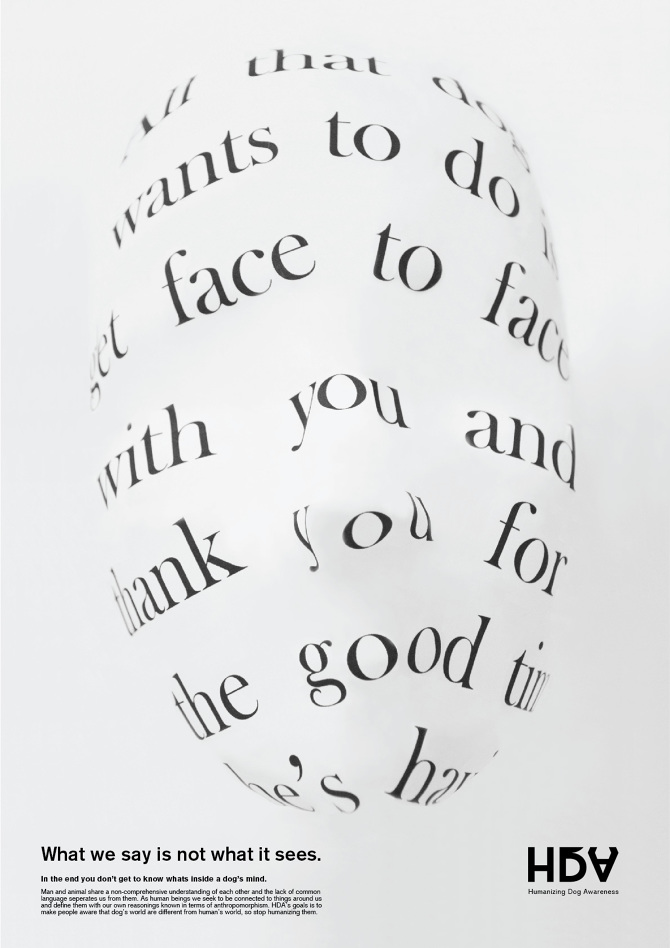 All that dog
wants to do is
get face to face
with you and
thank you for
the good
he's
What we say is not what it sees.
In the end you don't get to know whats inside a dog's mind.
Man and animal share a non-comprehensive understanding of each other and the lack of common
language seperates us from them. As human beings we seek to be connected to things around us
and define them with our own reasonings known in terms of anthropomorphism. HDA's goals is to
make people aware that dog's world are different from human's world, so stop humanizing them.
HDA
Humanizing Dog Awareness